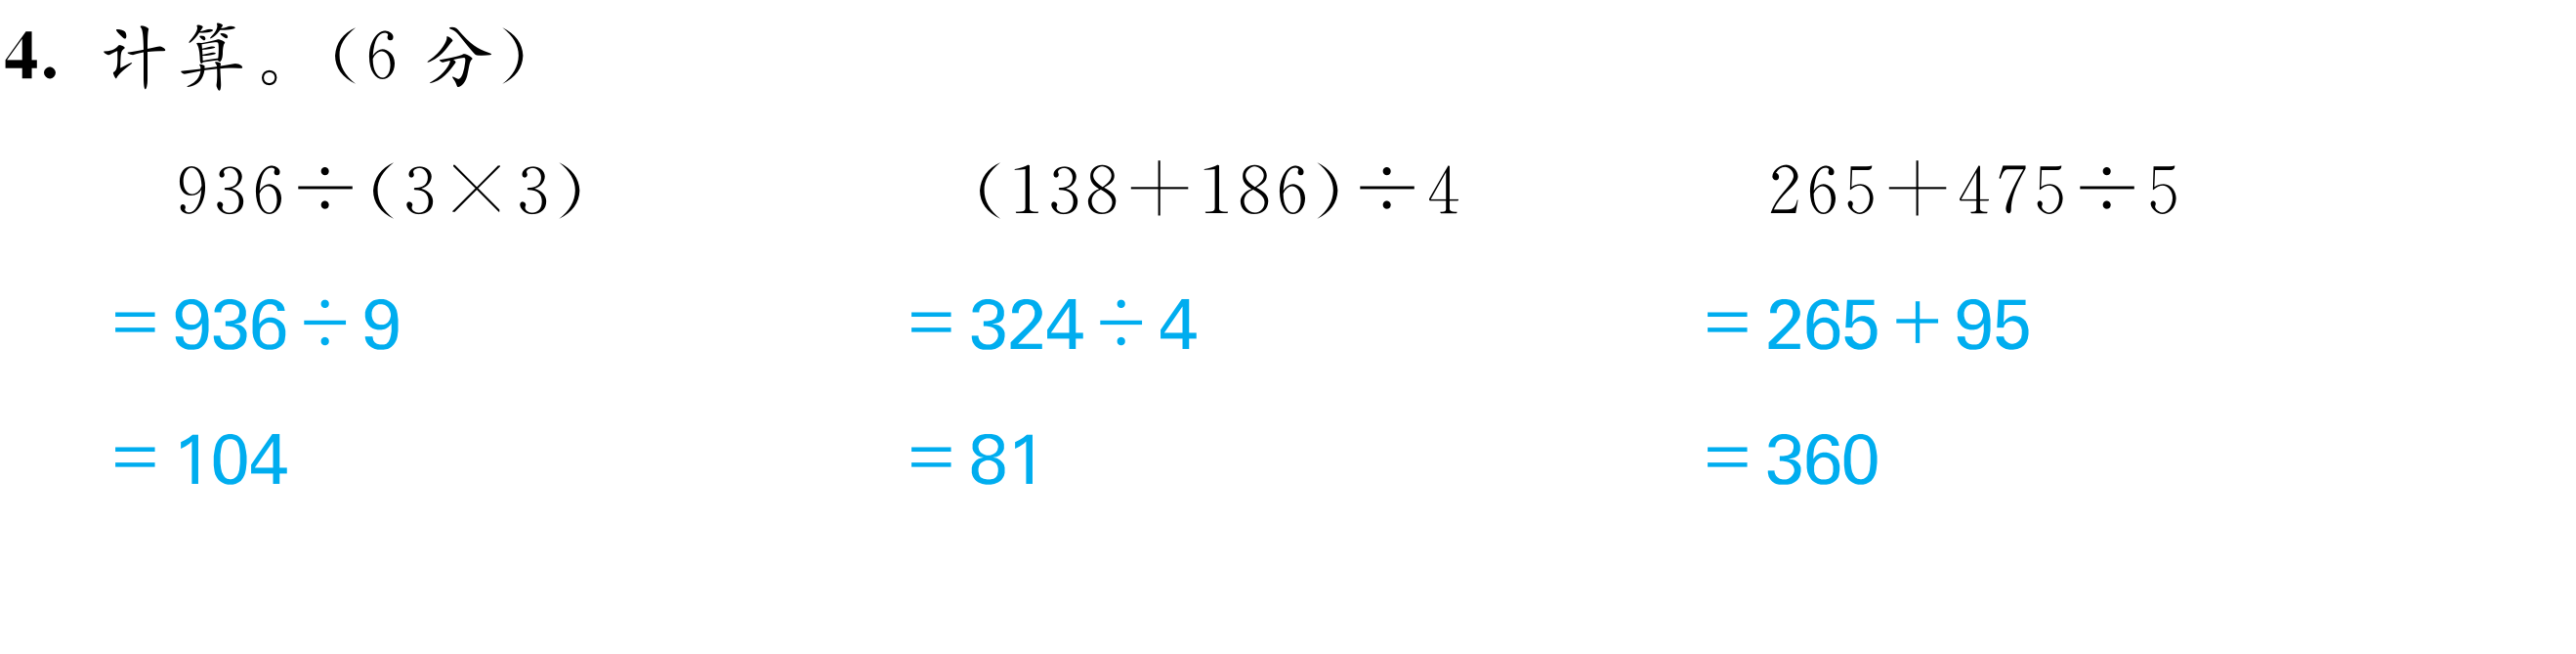 4. 计算。(6 分)
936÷(3×3) (138+186)÷4 265+475÷5
=936÷9 =324÷4 =265+95
=104 =81 =360